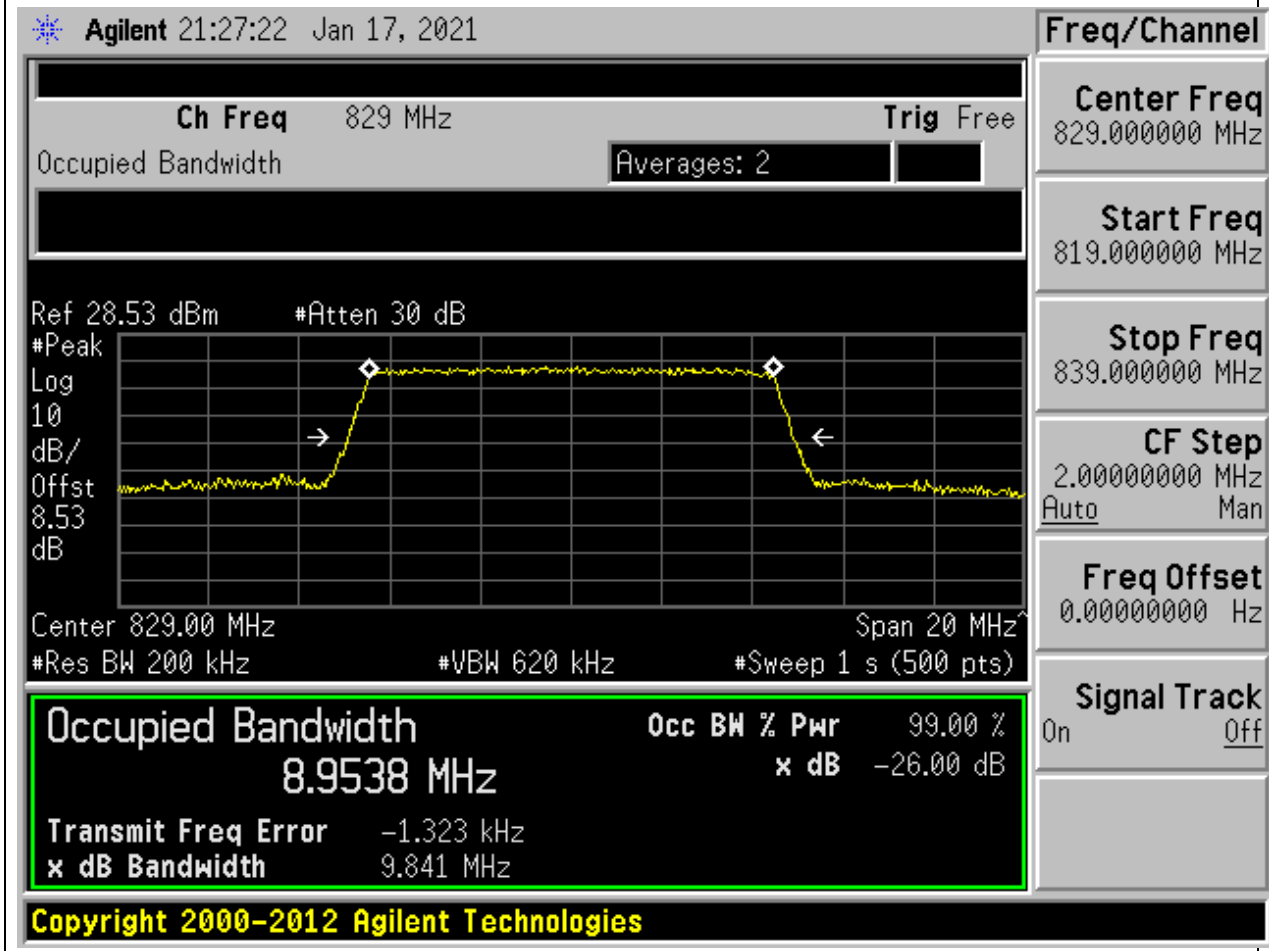 Agilent 21:27:22 Jan 17, 2021
Freq/Channel
Ch Freq 829 MHz Trig Free
Occupied Bandwidth Averages: 2
Ref 28.53 dBm #Atten 30 dB
#Peak
Log
10
dB/
Offst
8.53
dB
Center 829.00 MHz Span 20 MHz^
#Res BW 200 kHz #VBW 620 kHz #Sweep 1 s (500 pts)
Occupied Bandwidth Occ BW % Pwr 99.00 %
8.9538 MHz x dB -26.00 dB
Transmit Freq Error -1.323 kHz
x dB Bandwidth 9.841 MHz
Copyright 2000-2012 Agilent Technologies
Center Freq
829.000000 MHz
Start Freq
819.000000 MHz
Stop Freq
839.000000 MHz
CF Step
2.00000000 MHz
Auto Man
Freq Offset
0.00000000 Hz
Signal Track
On Off